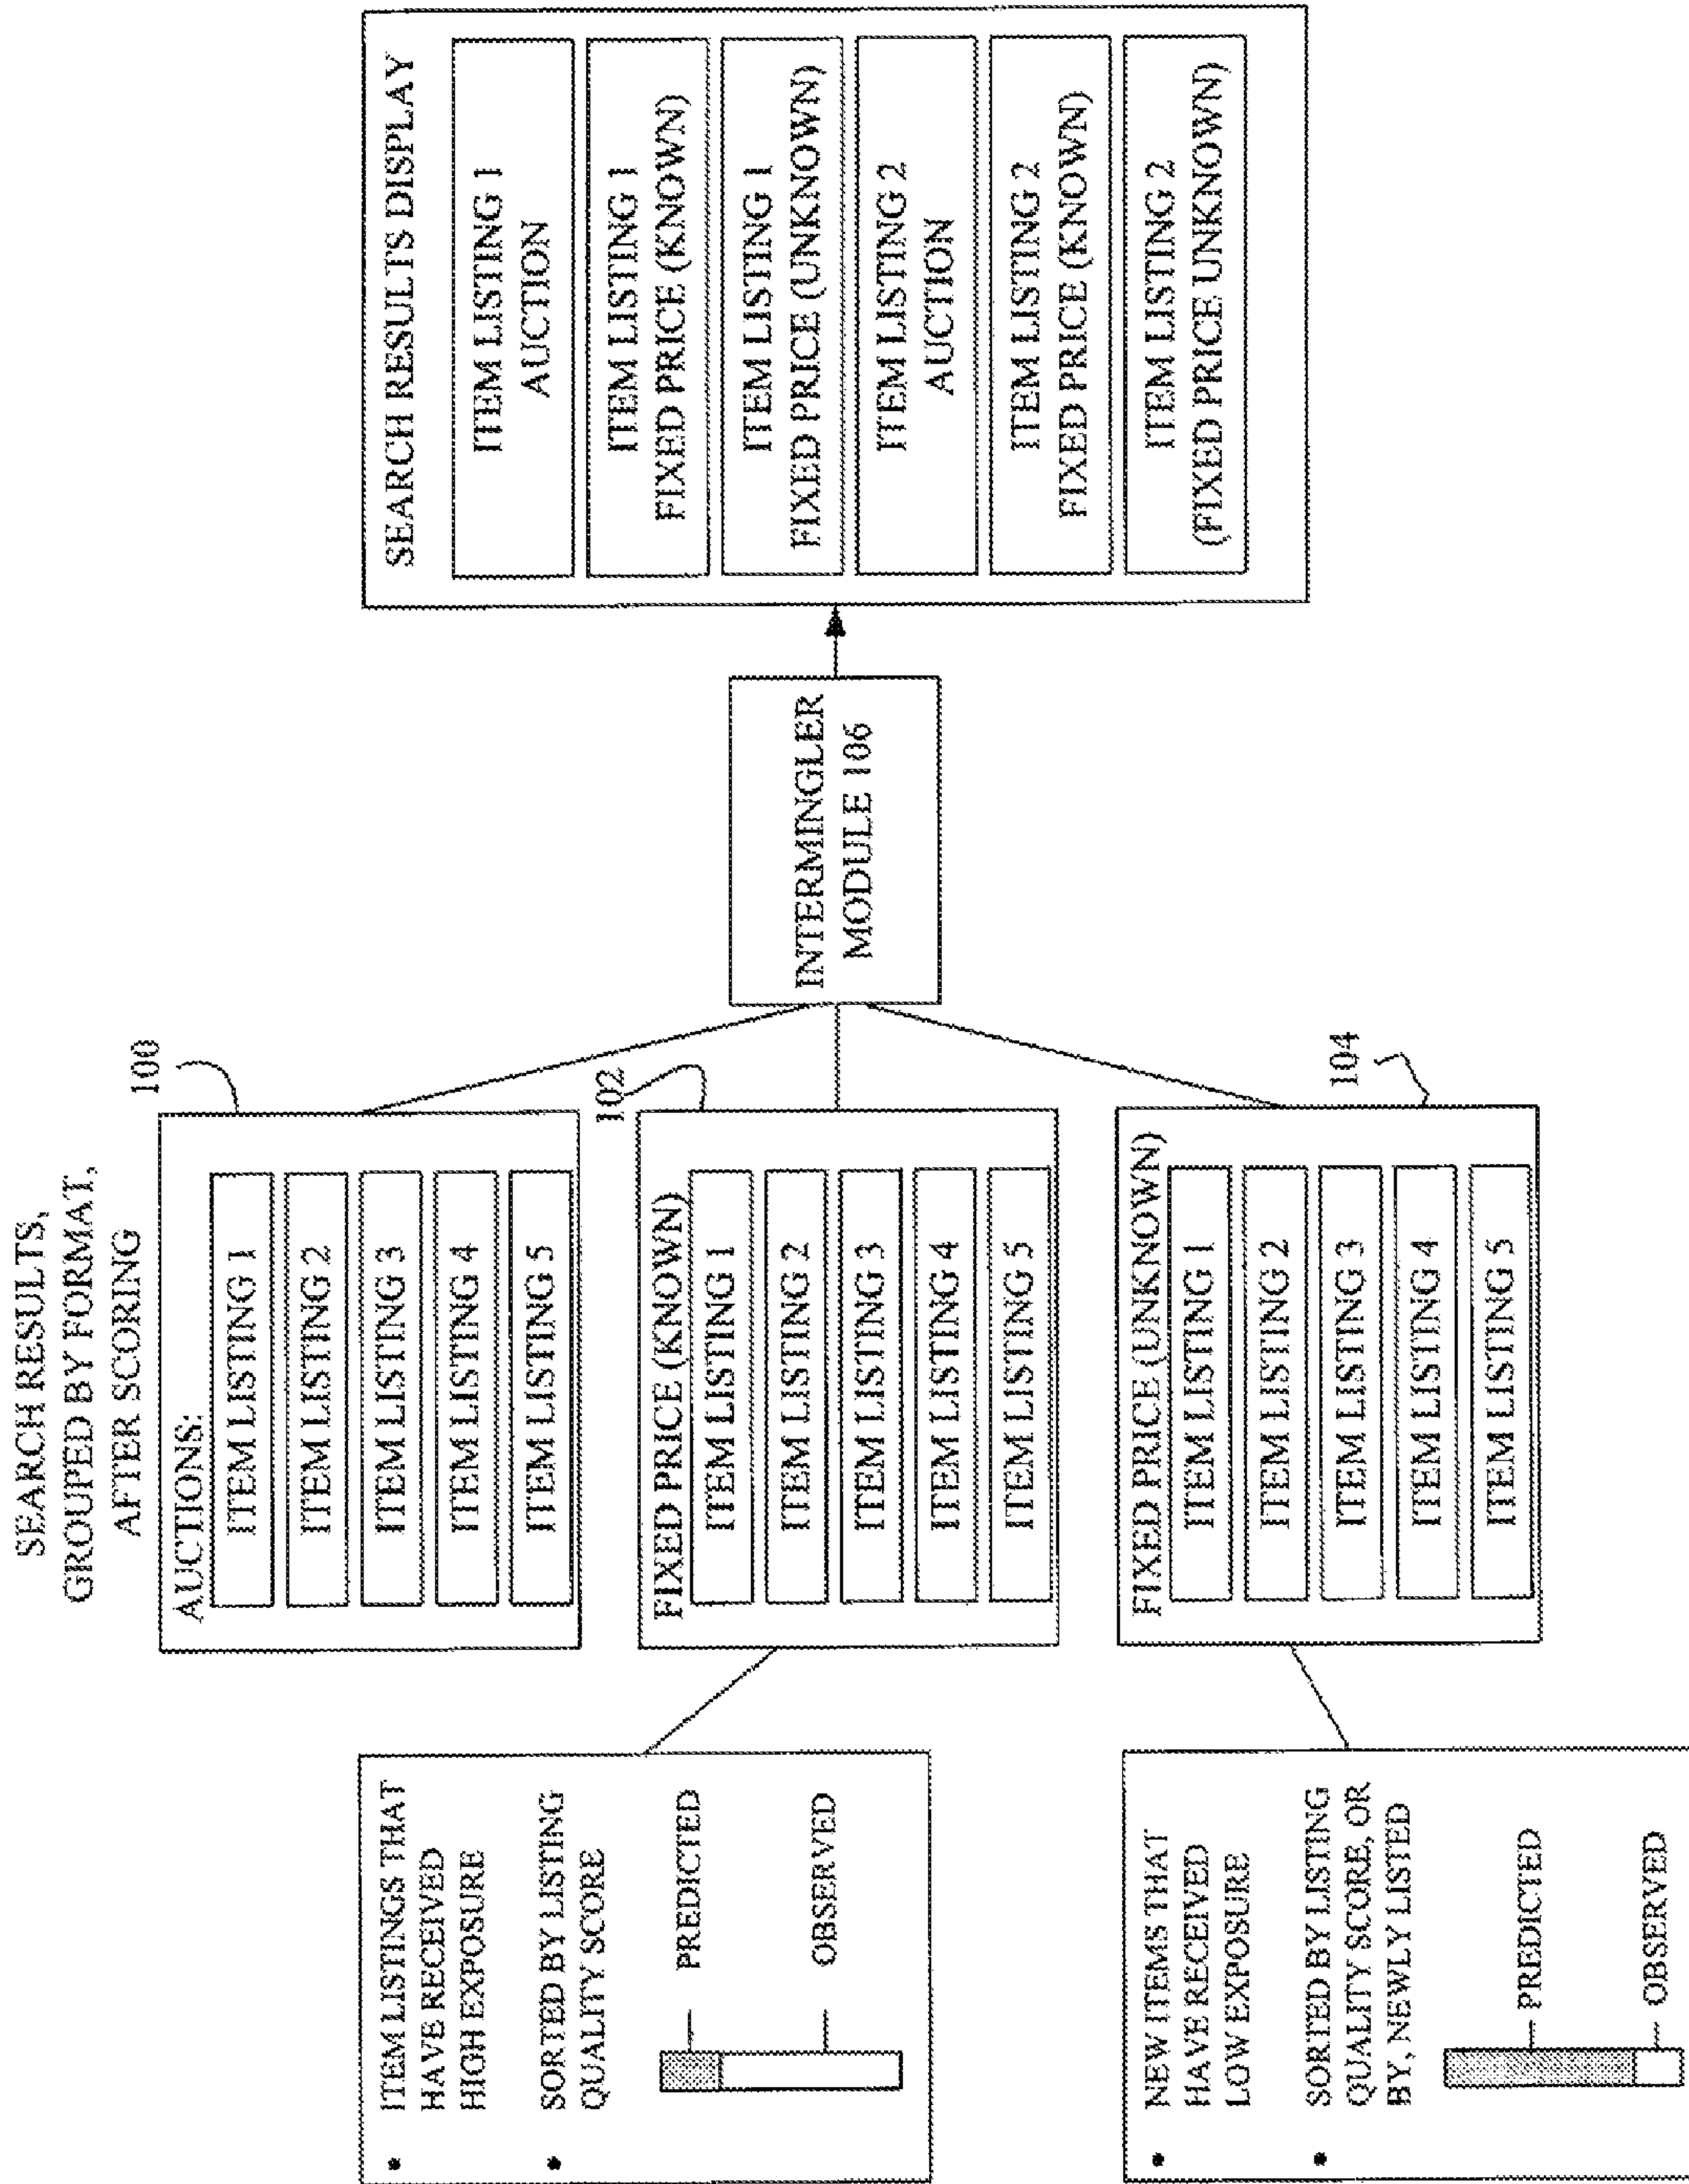 SEARCH RESULTS,
GROUPED BY FORMAT,
AFTER SCORING
• ITEM LISTINGS THAT
HAVE RECEIVED
HIGH EXPOSURE
• SORTED BY LISTING
QUALITY SCORE
PREDICTED
OBSERVED
• NEW ITEMS THAT
HAVE RECEIVED
LOW EXPOSURE
• SORTED BY LISTING
QUALITY SCORE, OR
BY, NEWLY LISTED
PREDICTED
OBSERVED
100
AUCTIONS:
ITEM LISTING 1
ITEM LISTING 2
ITEM LISTING 3
ITEM LISTING 4
ITEM LISTING 5
102
FIXED PRICE (KNOWN)
ITEM LISTING 1
ITEM LISTING 2
ITEM LISTING 3
ITEM LISTING 4
ITEM LISTING 5
104
FIXED PRICE (UNKNOWN)
ITEM LISTING 1
ITEM LISTING 2
ITEM LISTING 3
ITEM LISTING 4
ITEM LISTING 5
INTERMINGLER
MODULE 106
SEARCH RESULTS DISPLAY
ITEM LISTING 1
AUCTION
ITEM LISTING 1
FIXED PRICE (KNOWN)
ITEM LISTING 1
FIXED PRICE (UNKNOWN)
ITEM LISTING 2
AUCTION
ITEM LISTING 2
FIXED PRICE (KNOWN)
ITEM LISTING 2
(FIXED PRICE UNKNOWN)